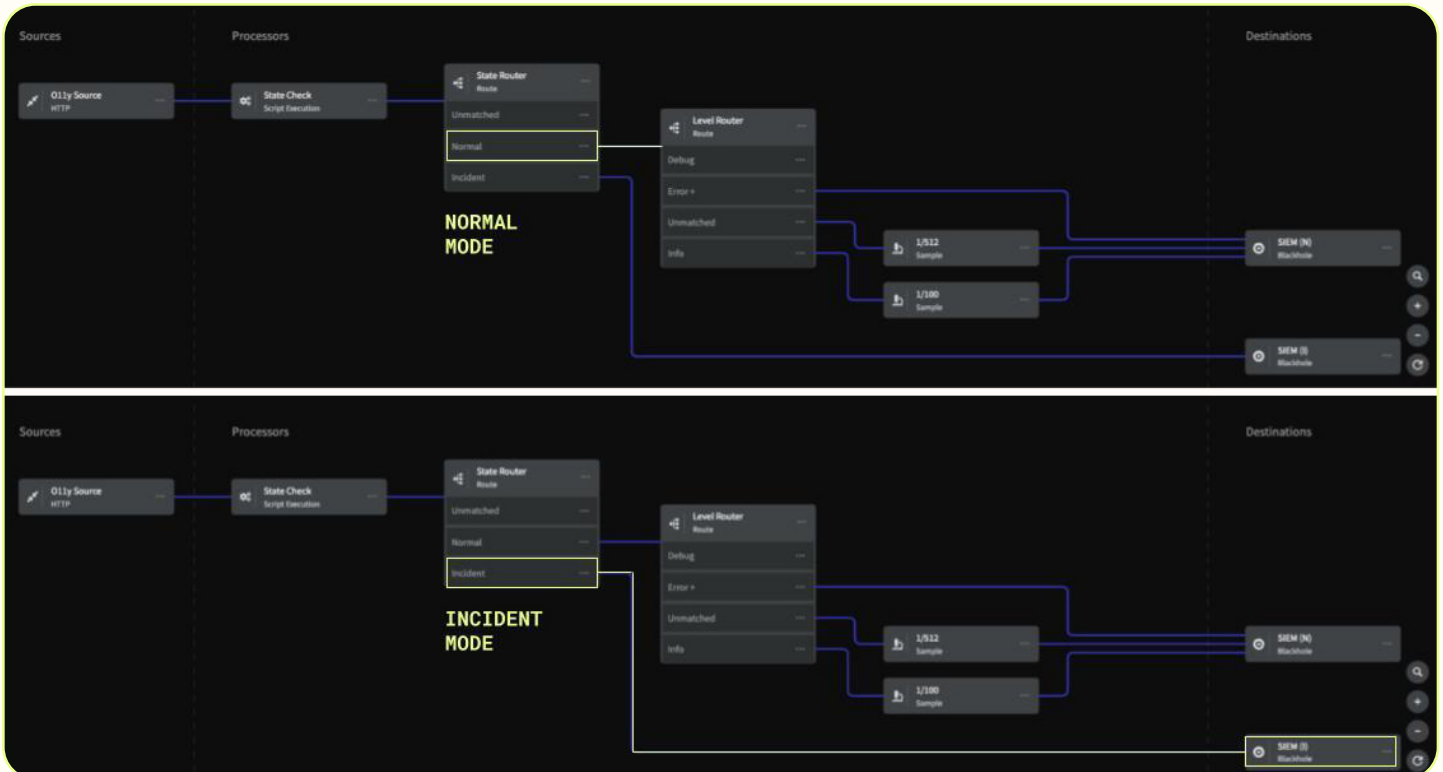 Sources
Processors
Destinations
O11y Source
HTTP
State Check
Script Execution
State Router
Route
Unmatched
Normal
Incident
NORMAL
MODE
Level Router
Route
Debug
Error+
Unmatched
Info
1/512
Sample
1/100
Sample
SIEM (N)
Blackhole
SIEM (I)
Blackhole
Sources
Processors
Destinations
O11y Source
HTTP
State Check
Script Execution
State Router
Route
Unmatched
Normal
Incident
INCIDENT
MODE
Level Router
Route
Debug
Error+
Unmatched
Info
1/512
Sample
1/100
Sample
SIEM (N)
Blackhole
SIEM (I)
Blackhole